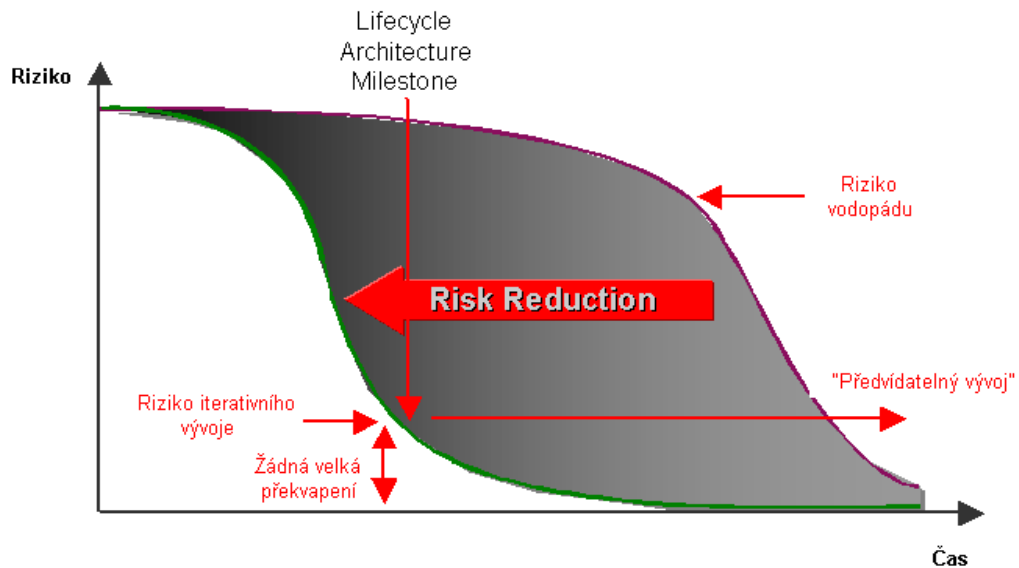 Lifecycle
Architecture
Milestone
Riziko
Riziko
vodopádu
Risk Reduction
"Předvídatelný vývoj"
Riziko iterativního
vývoje
Žádná velká
překvapení
Čas